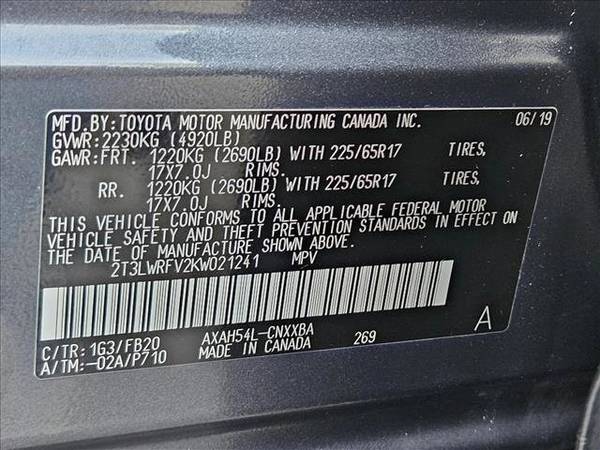 MFD.BY:TOYOTA MOTOR MANUFACTURING CANADA INC. 06/19
GVWR:2230KG (4920LB)
GAWR:FRT. 1220KG (2690LB) WITH 225/65R17 TIRES,
17X7.0J RIMS.
RR. 1220KG (2690LB) WITH 225/65R17 TIRES,
17X7.0J RIMS.
THIS VEHICLE CONFORMS TO ALL APPLICABLE FEDERAL MOTOR
VEHICLE SAFETY AND THEFT PREVENTION STANDARDS IN EFFECT ON
THE DATE OF MANUFACTURE SHOWN ABOVE.
2T3LWRFV2KW021241 MPV
A
C/TR:1G3/FB20 AXAH54L-CNXXBA
A/TM:-02A/P710 MADE IN CANADA 269